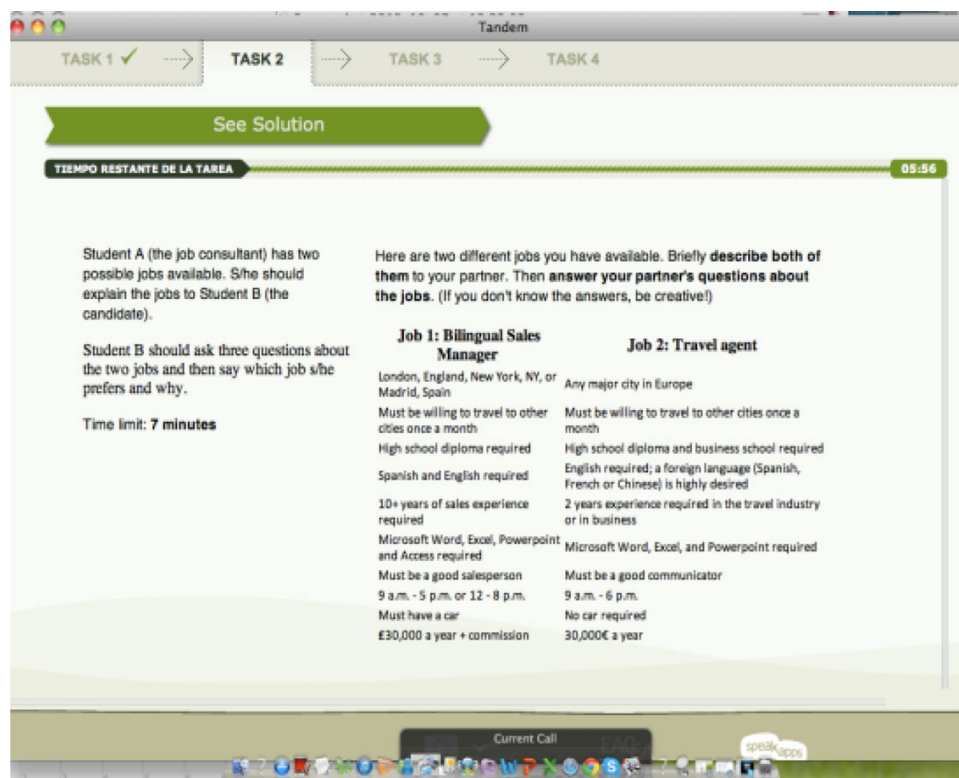 Tandem
TASK 1
TASK 2
TASK 3
TASK 4
See Solution
TIEMPO RESTANTE DE LA TAREA
05:56
Student A (the job consultant) has two
possible jobs available. S/he should
explain the jobs to Student B (the
candidate).
Student B should ask three questions about
the two jobs and then say which job s/he
prefers and why.
Time limit: 7 minutes
Here are two different jobs you have available. Briefly describe both of
them to your partner. Then answer your partner's questions about
the jobs. (If you don't know the answers, be creative!)
Job 1: Bilingual Sales
Manager
Job 2: Travel agent
London, England, New York, NY, or
Madrid, Spain
Any major city in Europe
Must be willing to travel to other
cities once a month
Must be willing to travel to other cities once a
month
High school diploma required
High school diploma and business school required
Spanish and English required
English required; a foreign language (Spanish,
French or Chinese) is highly desired
10+ years of sales experience
required
2 years experience required in the travel industry
or in business
Microsoft Word, Excel, Powerpoint
and Access required
Microsoft Word, Excel, and Powerpoint required
Must be a good salesperson
Must be a good communicator
9 a.m. - 5 p.m. or 12 - 8 p.m.
9 a.m. - 6 p.m.
Must have a car
No car required
£30,000 a year + commission
30,000€ a year
Current Call
FAQ
speakapps